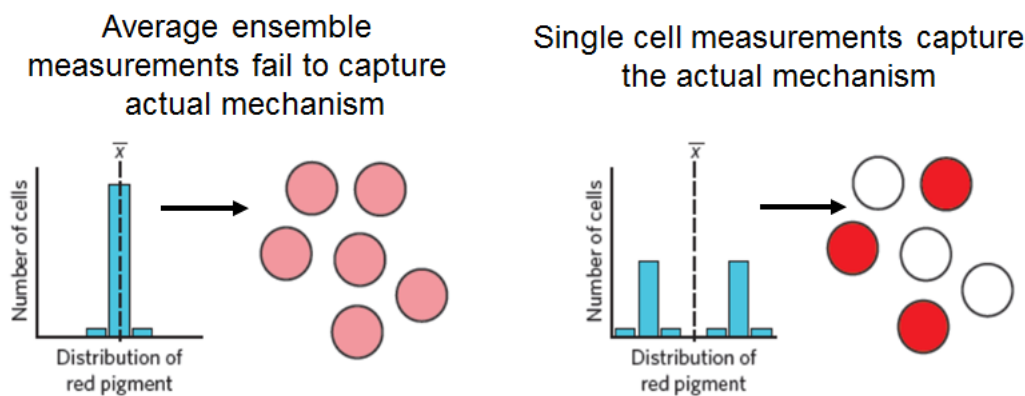 Average ensemble
measurements fail to capture
actual mechanism
x̅
Number of cells
Distribution of
red pigment
Single cell measurements capture
the actual mechanism
x̅
Number of cells
Distribution of
red pigment